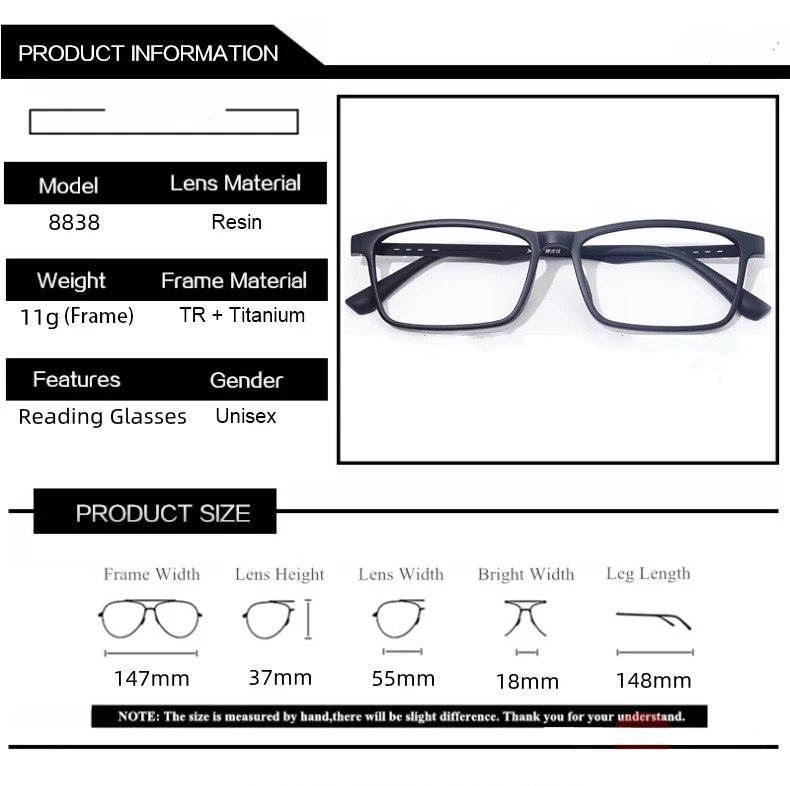 PRODUCT INFORMATION
Model Lens Material
8838 Resin
Weight Frame Material
11g (Frame) TR + Titanium
Features Gender
Reading Glasses Unisex
PRODUCT SIZE
Frame Width Lens Height Lens Width Bright Width Leg Length
147mm 37mm 55mm 18mm 148mm
NOTE: The size is measured by hand,there will be slight difference. Thank you for your understand.